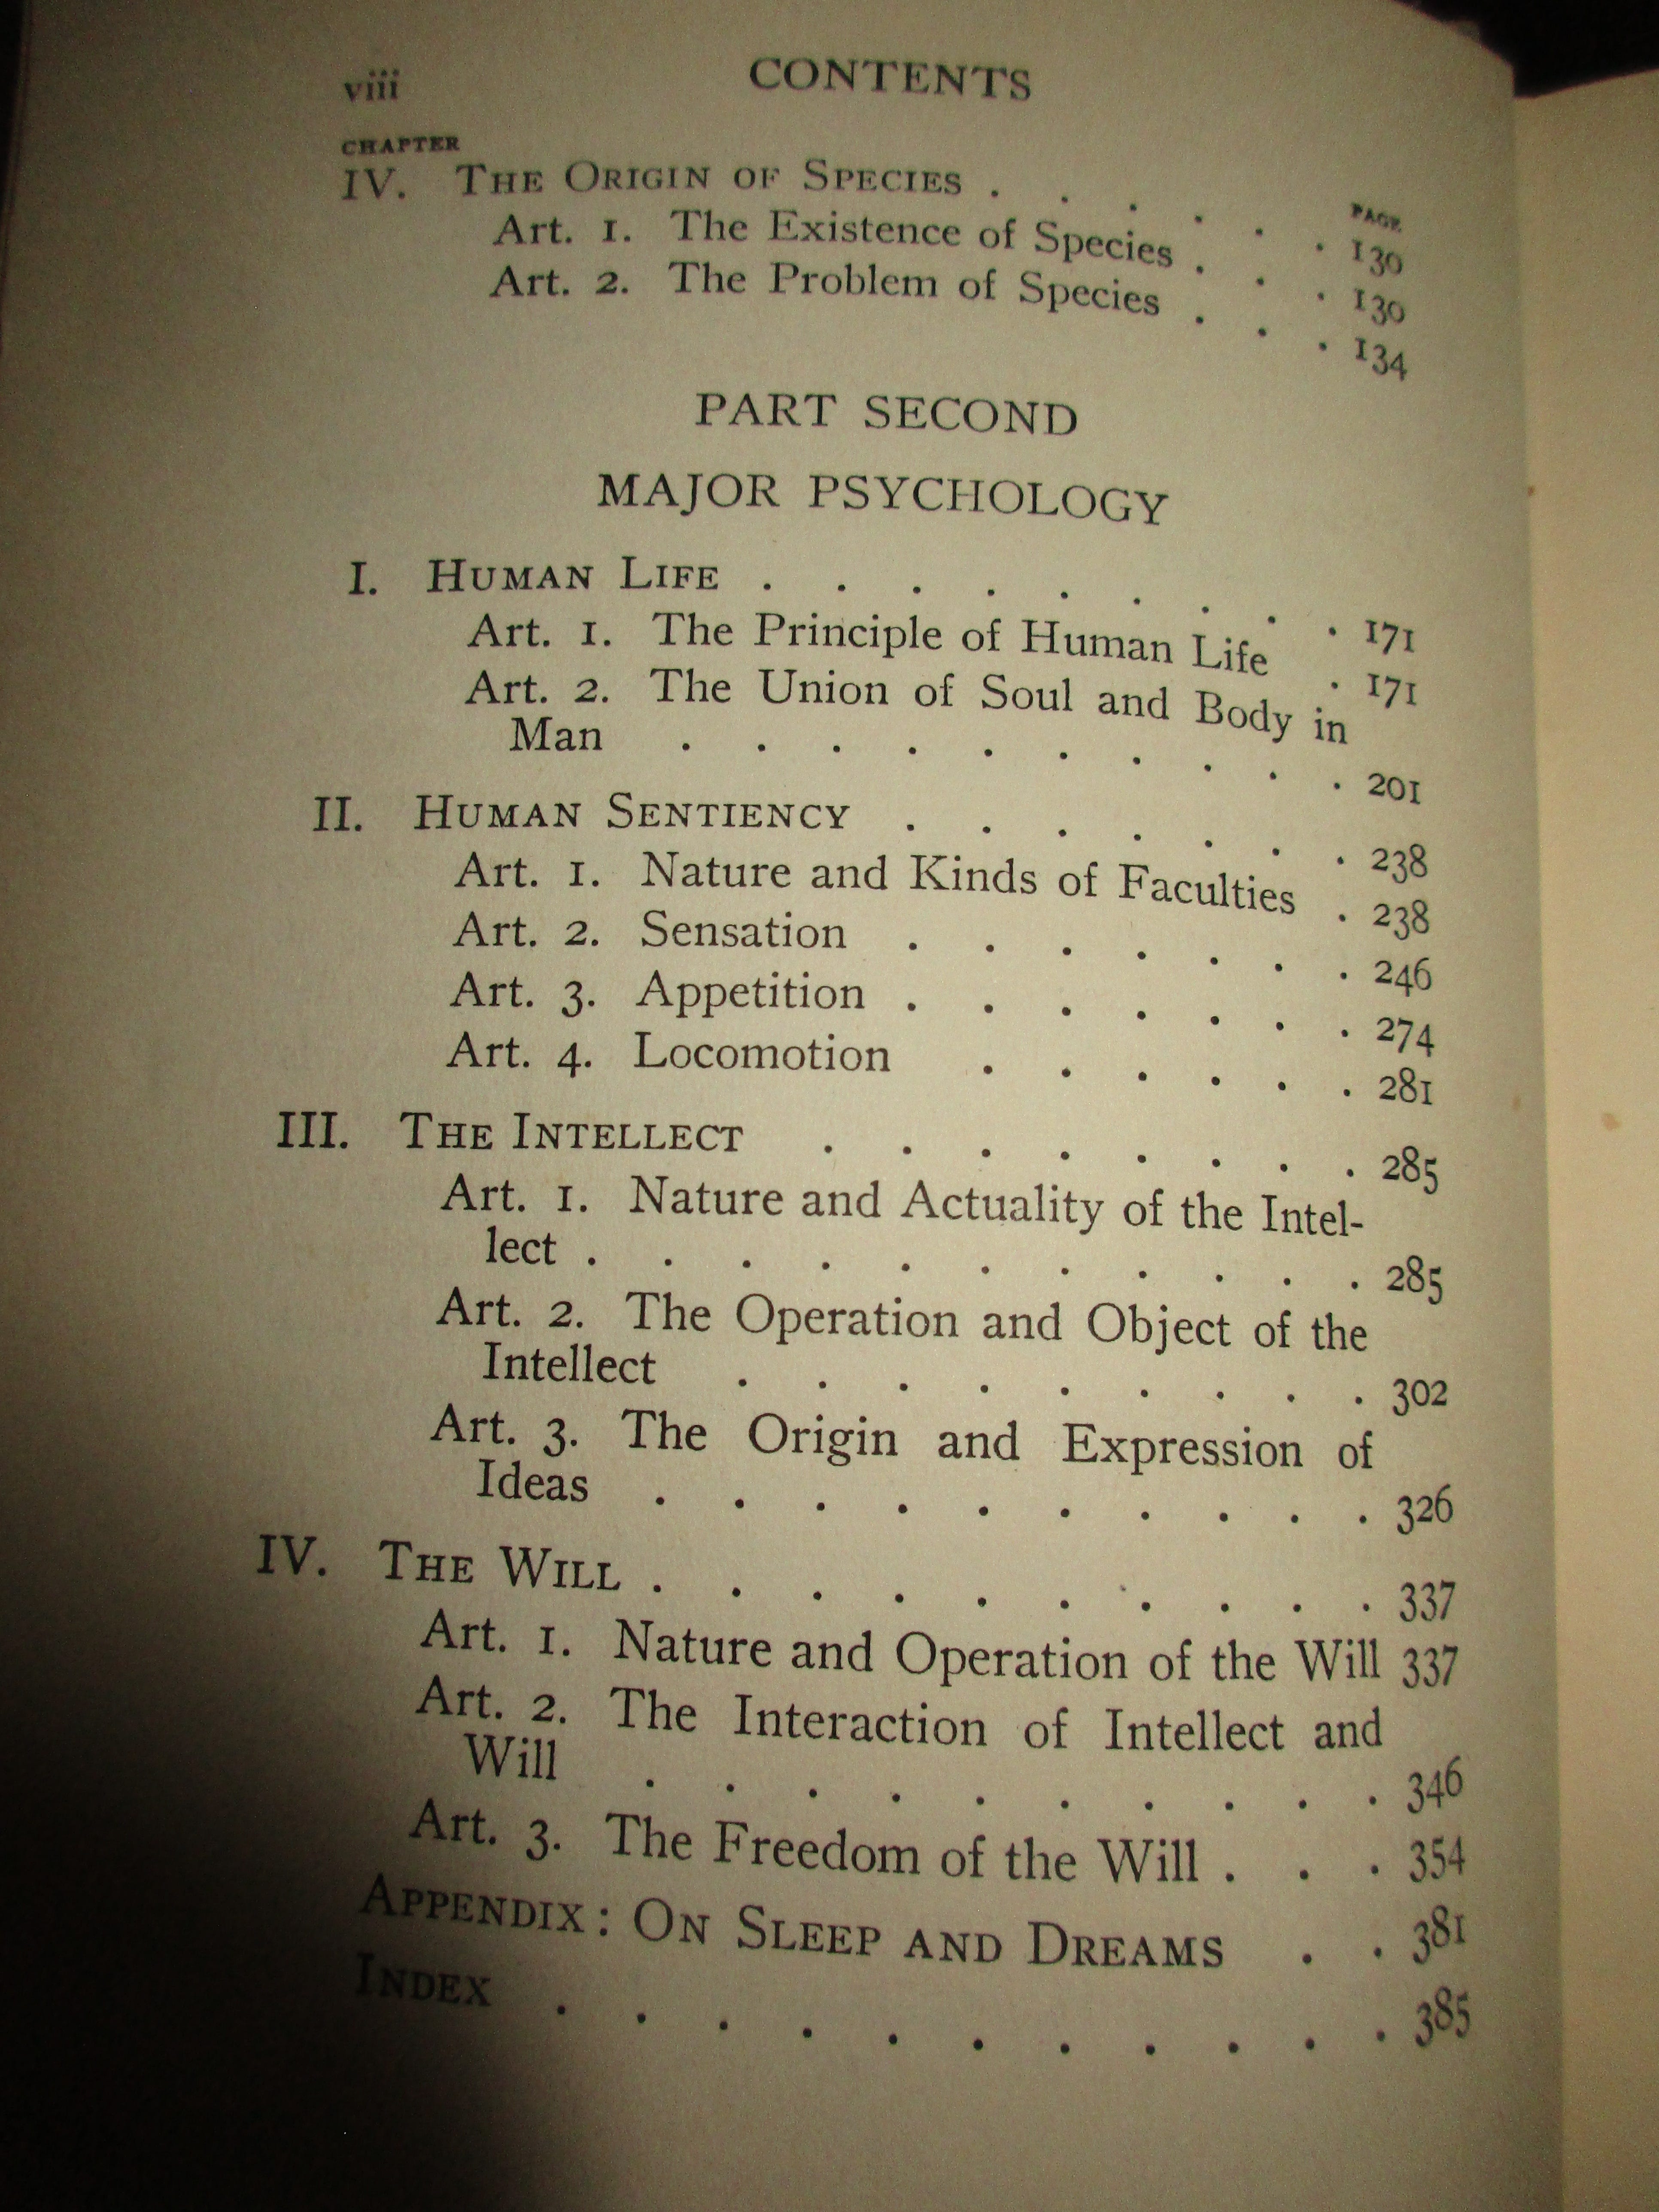 viii CONTENTS
CHAPTER
PAGE
IV. THE ORIGIN OF SPECIES . . . . . . 130
Art. 1. The Existence of Species . . . 130
Art. 2. The Problem of Species . . . 134
PART SECOND
MAJOR PSYCHOLOGY
I. HUMAN LIFE . . . . . . . . . 171
Art. 1. The Principle of Human Life . 171
Art. 2. The Union of Soul and Body in
Man . . . . . . . . . . 201
II. HUMAN SENTIENCY . . . . . . . 238
Art. 1. Nature and Kinds of Faculties . 238
Art. 2. Sensation . . . . . . . 246
Art. 3. Appetition . . . . . . . 274
Art. 4. Locomotion . . . . . . 281
III. THE INTELLECT . . . . . . . . 285
Art. 1. Nature and Actuality of the Intel-
lect . . . . . . . . . . . 285
Art. 2. The Operation and Object of the
Intellect . . . . . . . . . 302
Art. 3. The Origin and Expression of
Ideas . . . . . . . . . . 326
IV. THE WILL . . . . . . . . . . 337
Art. 1. Nature and Operation of the Will 337
Art. 2. The Interaction of Intellect and
Will . . . . . . . . . . 346
Art. 3. The Freedom of the Will . . . 354
APPENDIX: ON SLEEP AND DREAMS . . 381
INDEX . . . . . . . . . . . 385